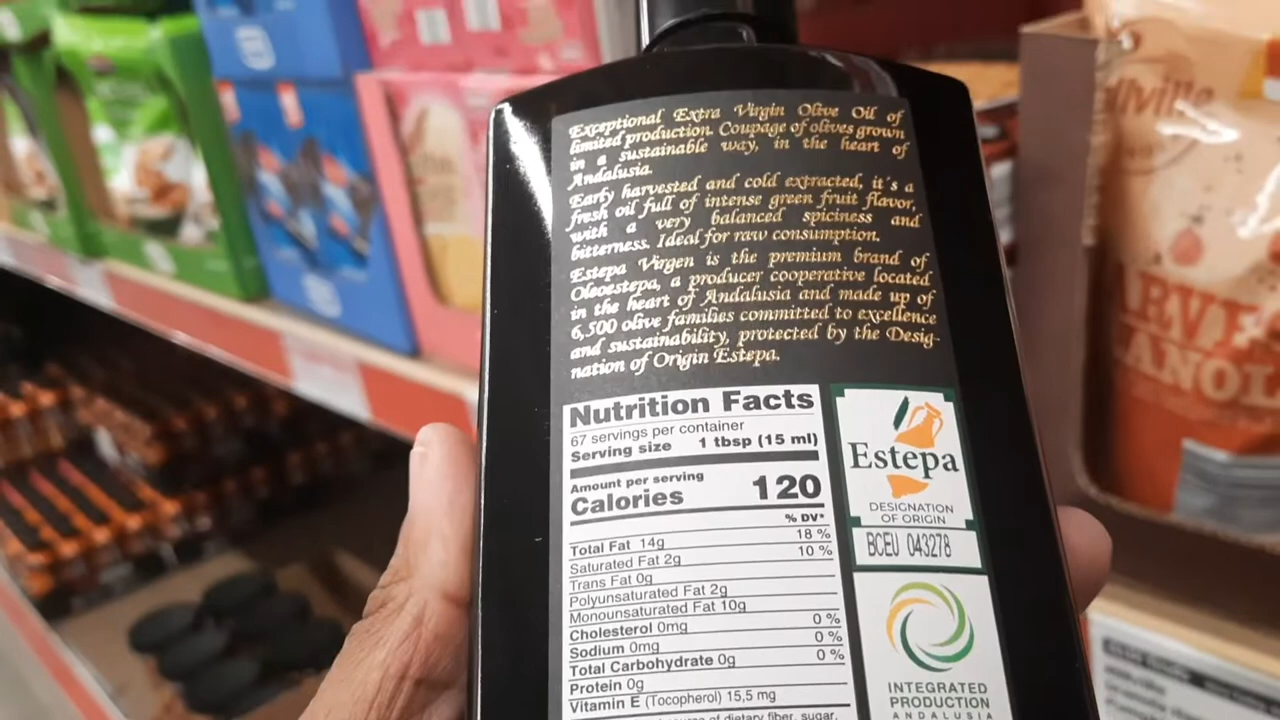 Exceptional Extra Virgin Olive Oil of
limited production. Coupage of olives grown
in a sustainable way, in the heart of
Andalusia.
Early harvested and cold extracted, it´s a
fresh oil full of intense green fruit flavor,
with a very balanced spiciness and
bitterness. Ideal for raw consumption.
Estepa Virgen is the premium brand of
Oleoestepa, a producer cooperative located
in the heart of Andalusia and made up of
6,500 olive families committed to excellence
and sustainability, protected by the Desig-
nation of Origin Estepa.
Nutrition Facts
67 servings per container
Serving size 1 tbsp (15 ml)
Amount per serving
Calories 120
% DV*
Total Fat 14g 18 %
Saturated Fat 2g 10 %
Trans Fat 0g
Polyunsaturated Fat 2g
Monounsaturated Fat 10g
Cholesterol 0mg 0 %
Sodium 0mg 0 %
Total Carbohydrate 0g 0 %
Protein 0g
Vitamin E (Tocopherol) 15,5 mg
source of dietary fiber, sugar,
Estepa
DESIGNATION
OF ORIGIN
BCEU 043278
INTEGRATED
PRODUCTION
ANDALUSIA